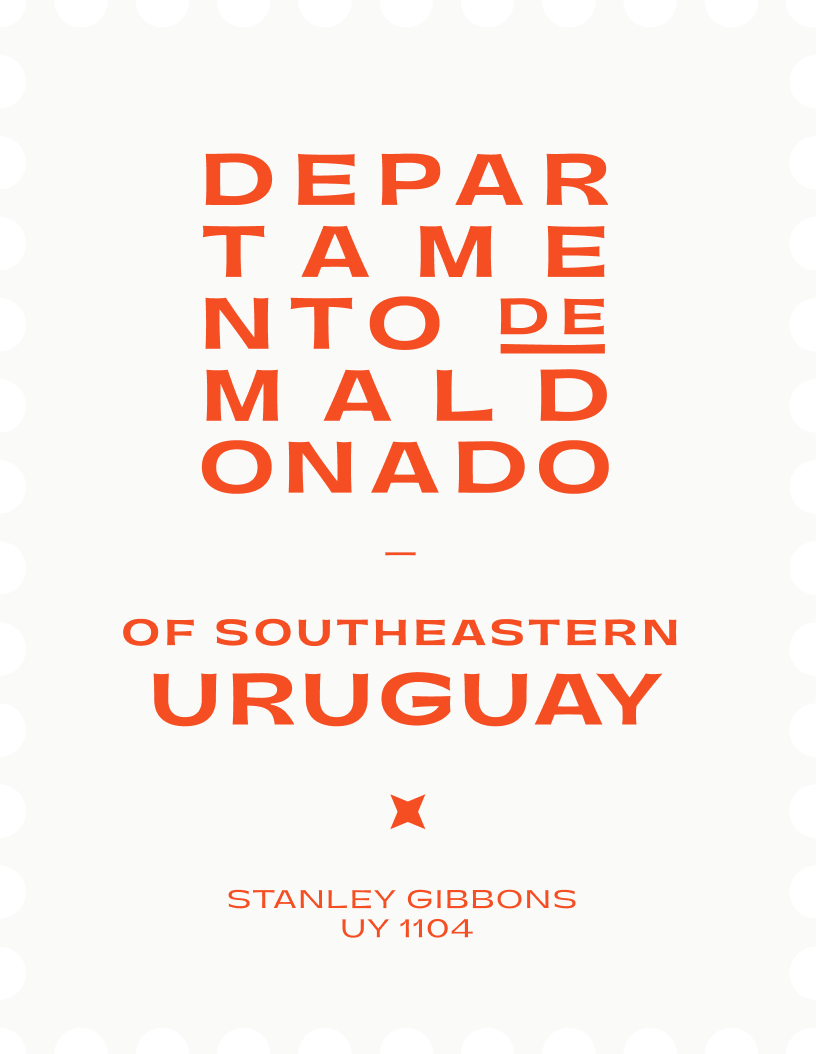 DEPAR
TAME
NTO DE
MALD
ONADO
—
OF SOUTHEASTERN
URUGUAY
STANLEY GIBBONS
UY 1104